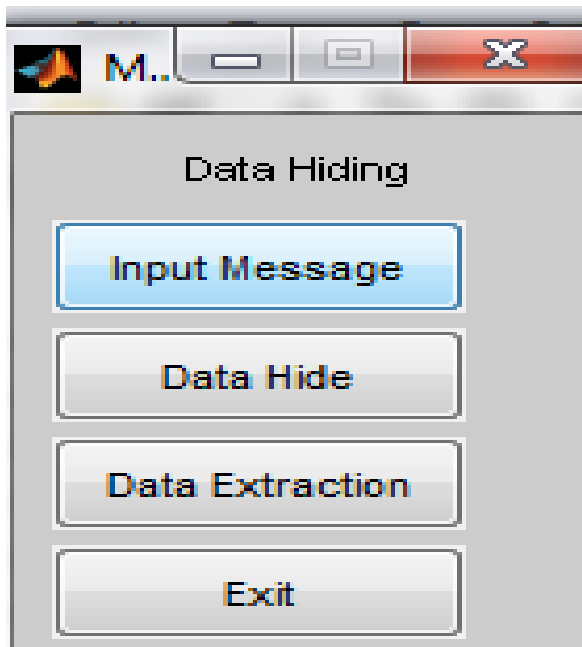 M...
Data Hiding
Input Message
Data Hide
Data Extraction
Exit